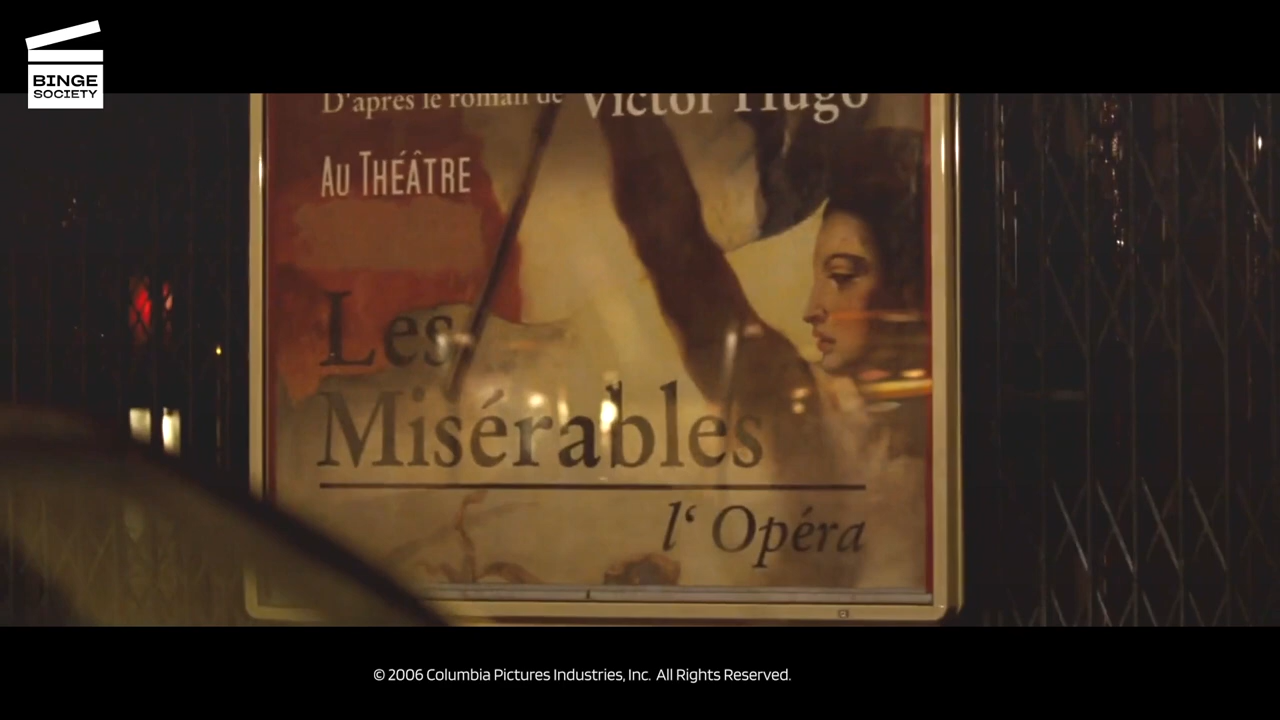 BINGE
SOCIETY
D'après le roman de Victor Hugo
AU THÉÂTRE
Les
Misérables
l‘ Opéra
© 2006 Columbia Pictures Industries, Inc. All Rights Reserved.